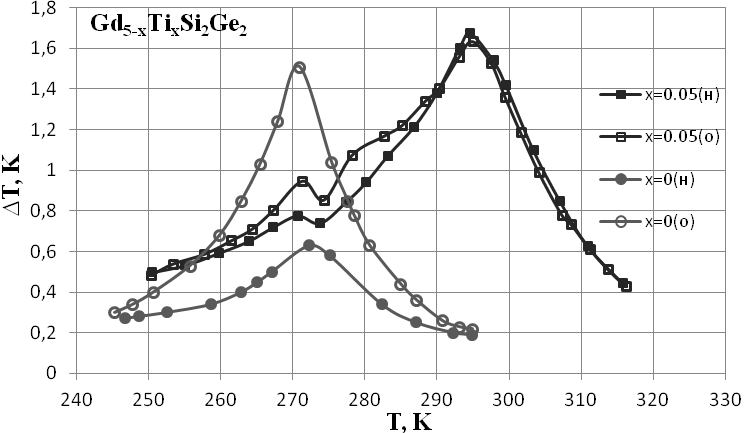 Gd5-xTixSi2Ge2
1,8
1,6
1,4
1,2
1
0,8
0,6
0,4
0,2
0
ΔT, K
x=0.05(н)
x=0.05(о)
x=0(н)
x=0(о)
240 250 260 270 280 290 300 310 320 330
T, K